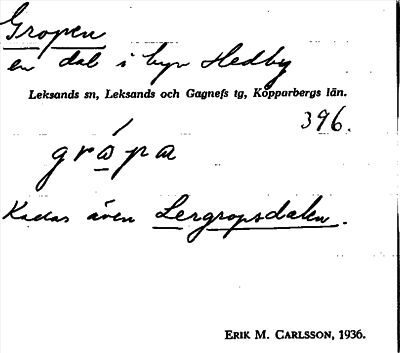 Gropen
en dal i byn Hedby
Leksands sn, Leksands och Gagnefs tg, Kopparbergs län.
396.
gråpa
Kallas även Lergropsdalen.
ERIK M. CARLSSON, 1936.